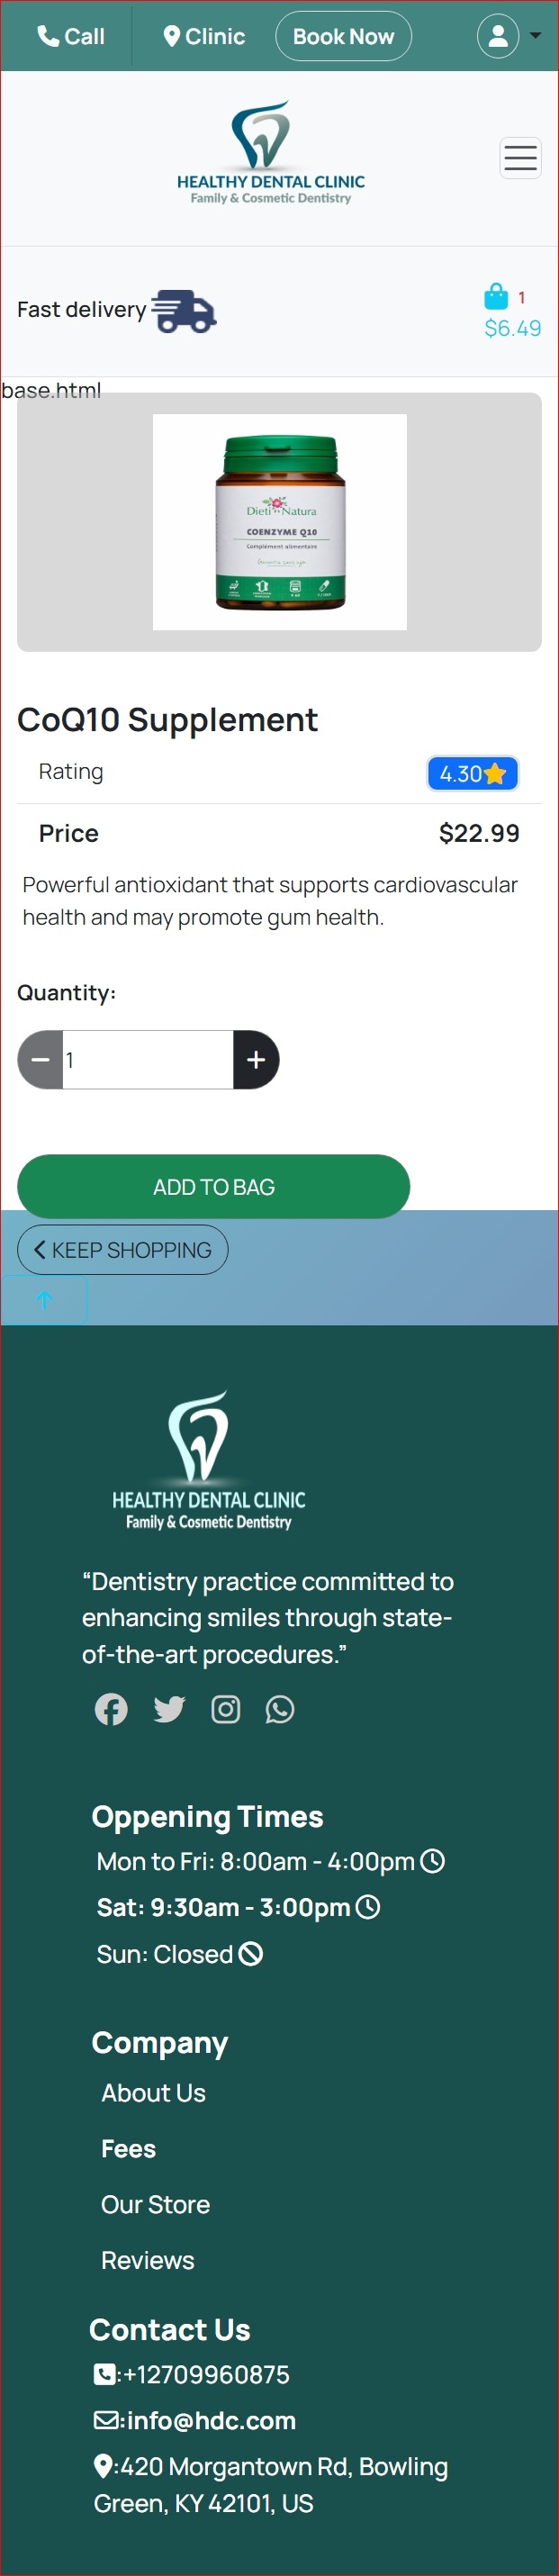 Call
Clinic
Book Now
HEALTHY DENTAL CLINIC
Family & Cosmetic Dentistry
Fast delivery
1
$6.49
base.html
Dieti Natura
COENZYME Q10
Complément alimentaire
CoQ10 Supplement
Rating
4.30
Price
$22.99
Powerful antioxidant that supports cardiovascular
health and may promote gum health.
Quantity:
1
ADD TO BAG
KEEP SHOPPING
HEALTHY DENTAL CLINIC
Family & Cosmetic Dentistry
“Dentistry practice committed to
enhancing smiles through state-
of-the-art procedures.”
Oppening Times
Mon to Fri: 8:00am - 4:00pm
Sat: 9:30am - 3:00pm
Sun: Closed
Company
About Us
Fees
Our Store
Reviews
Contact Us
:+12709960875
:info@hdc.com
:420 Morgantown Rd, Bowling
Green, KY 42101, US